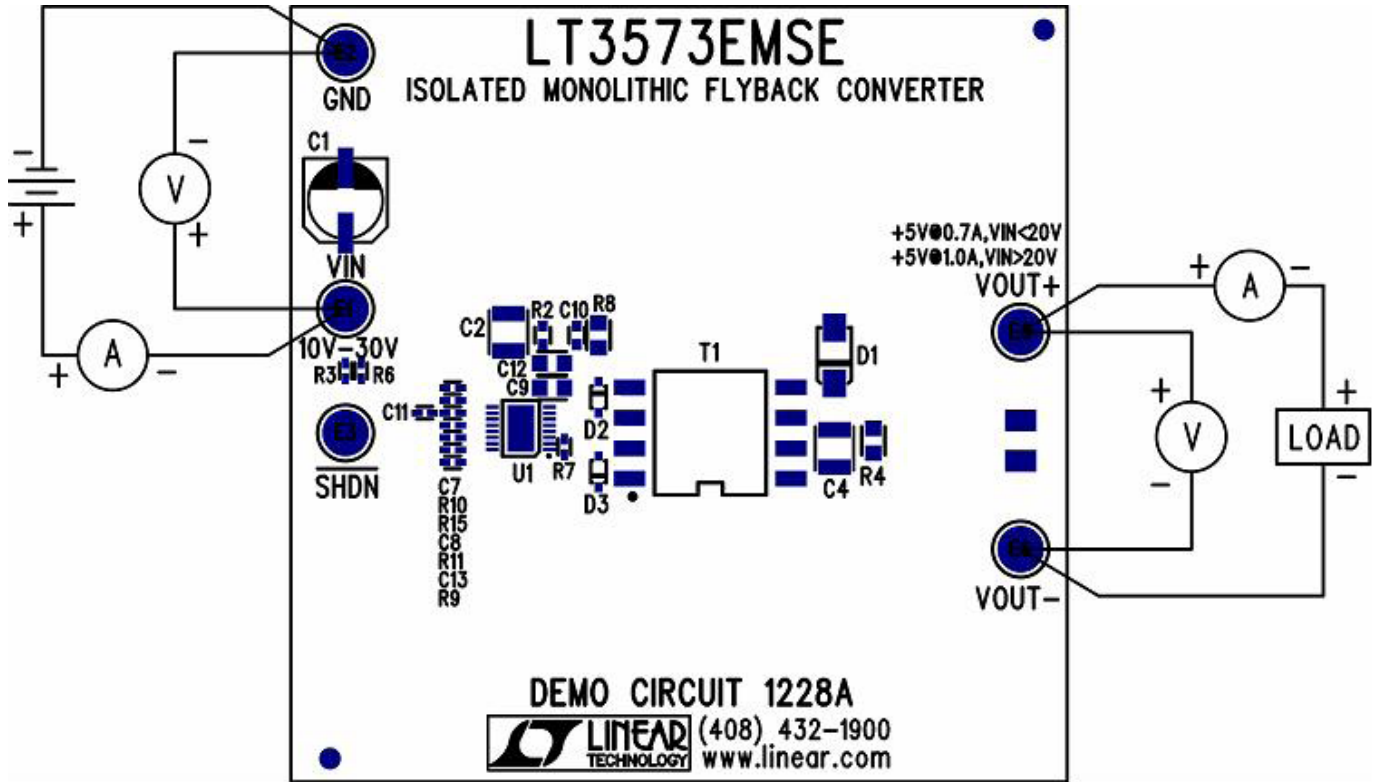 LT3573EMSE
ISOLATED MONOLITHIC FLYBACK CONVERTER
E2
GND
C1
-
V
+
-
+
VIN
E1
10V-30V
+
A
-
R3
R6
E3
SHDN
C11
C7
R10
R15
C8
R11
C13
R9
C2
R2
C10
R8
C12
C9
U1
R7
D2
D3
T1
D1
C4
R4
+5V@0.7A,VIN<20V
+5V@1.0A,VIN>20V
VOUT+
+
A
-
+
V
-
+
LOAD
-
VOUT-
DEMO CIRCUIT 1228A
LINEAR
TECHNOLOGY
(408) 432-1900
www.linear.com